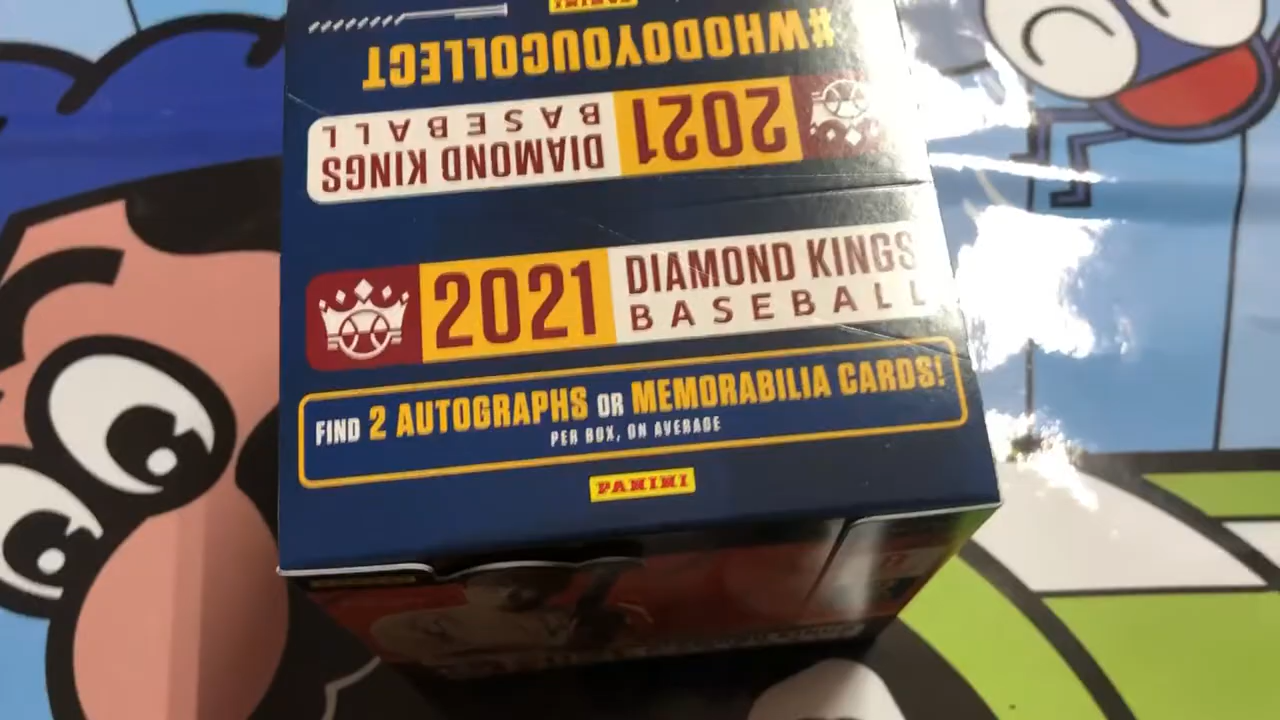 PANINI
#WHODOYOUCOLLECT
2021 DIAMOND KINGS
BASEBALL
2021 DIAMOND KINGS
BASEBALL
FIND 2 AUTOGRAPHS OR MEMORABILIA CARDS!
PER BOX, ON AVERAGE
PANINI